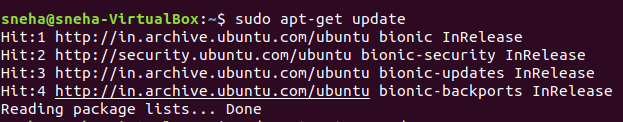 sneha@sneha-VirtualBox:~$ sudo apt-get update
Hit:1 http://in.archive.ubuntu.com/ubuntu bionic InRelease
Hit:2 http://security.ubuntu.com/ubuntu bionic-security InRelease
Hit:3 http://in.archive.ubuntu.com/ubuntu bionic-updates InRelease
Hit:4 http://in.archive.ubuntu.com/ubuntu bionic-backports InRelease
Reading package lists... Done